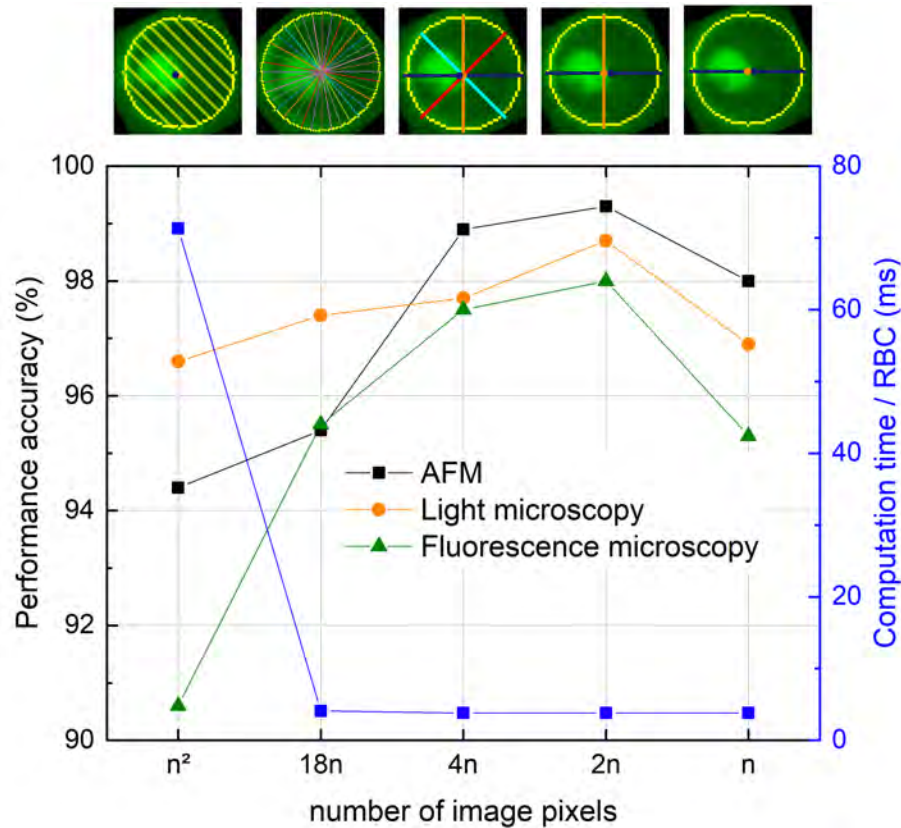 100
98
96
94
92
90
Performance accuracy (%)
80
60
40
20
0
Computation time / RBC (ms)
AFM
Light microscopy
Fluorescence microscopy
n²
18n
4n
2n
n
number of image pixels